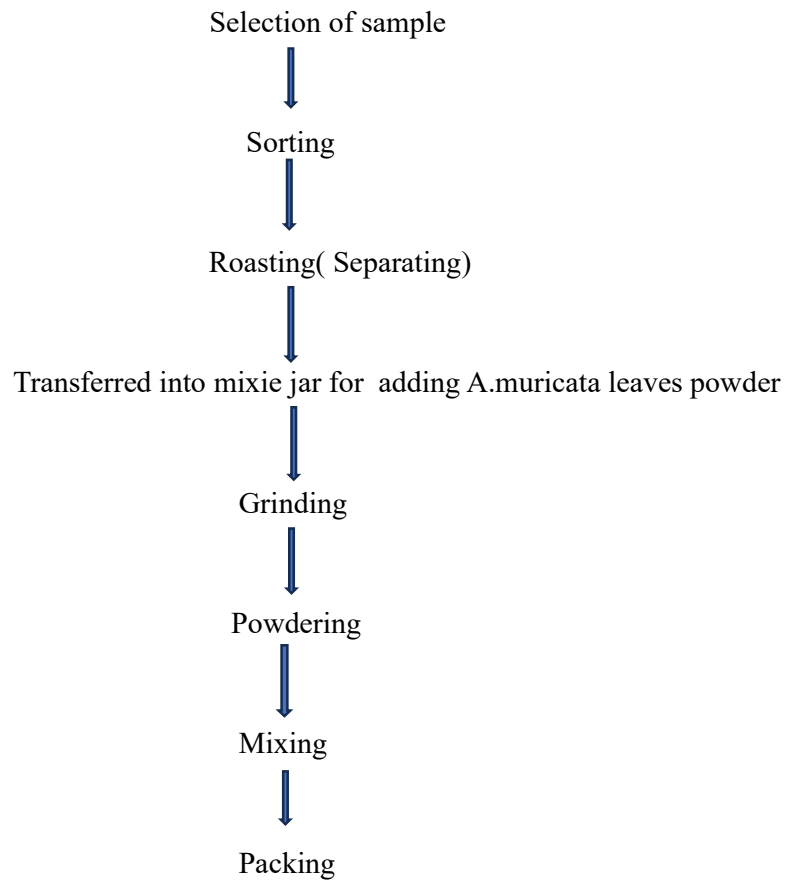 Selection of sample
Sorting
Roasting( Separating)
Transferred into mixie jar for  adding A.muricata leaves powder
Grinding
Powdering
Mixing
Packing